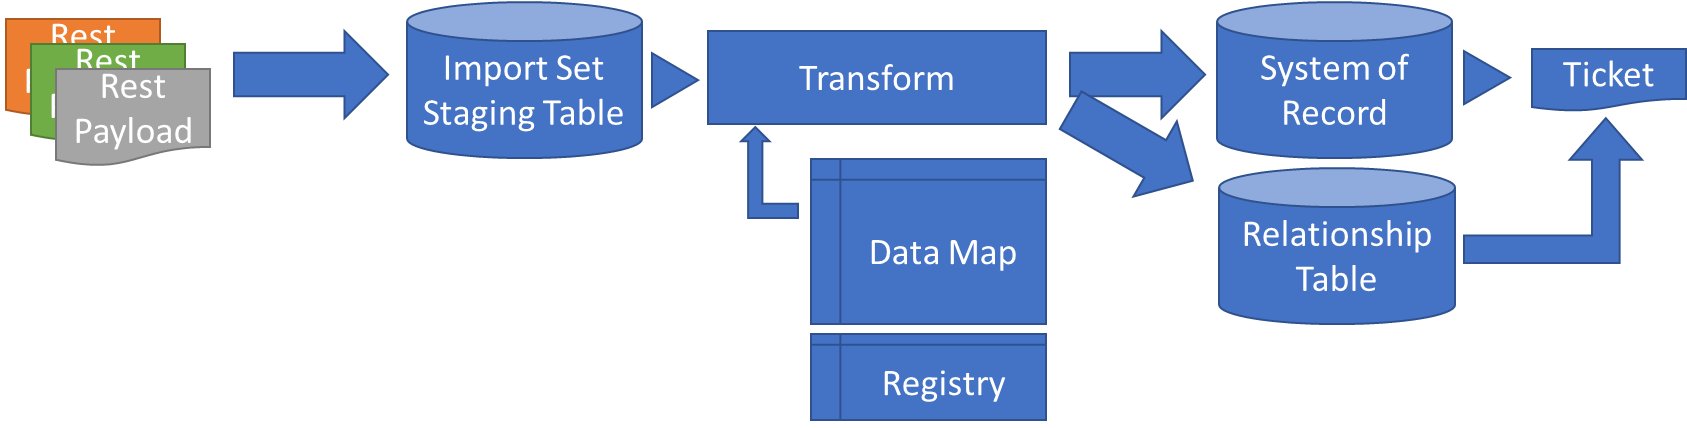 Rest
Rest
Rest
Payload
Import Set
Staging Table
Transform
Data Map
Registry
System of
Record
Relationship
Table
Ticket